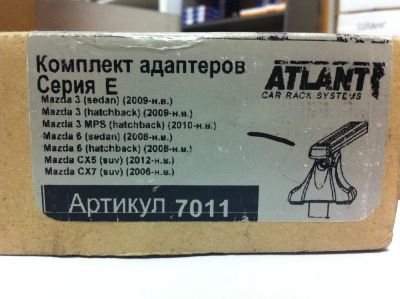 Комплект адаптеров
Серия E
Mazda 3 (sedan) (2009-н.в.)
Mazda 3 (hatchback) (2009-н.в.)
Mazda 3 MPS (hatchback) (2010-н.в.)
Mazda 6 (sedan) (2008-н.в.)
Mazda 6 (hatchback) (2008-н.в.)
Mazda CX5 (suv) (2012-н.в.)
Mazda CX7 (suv) (2006-н.в.)
Артикул 7011
ATLANT
CAR RACK SYSTEMS